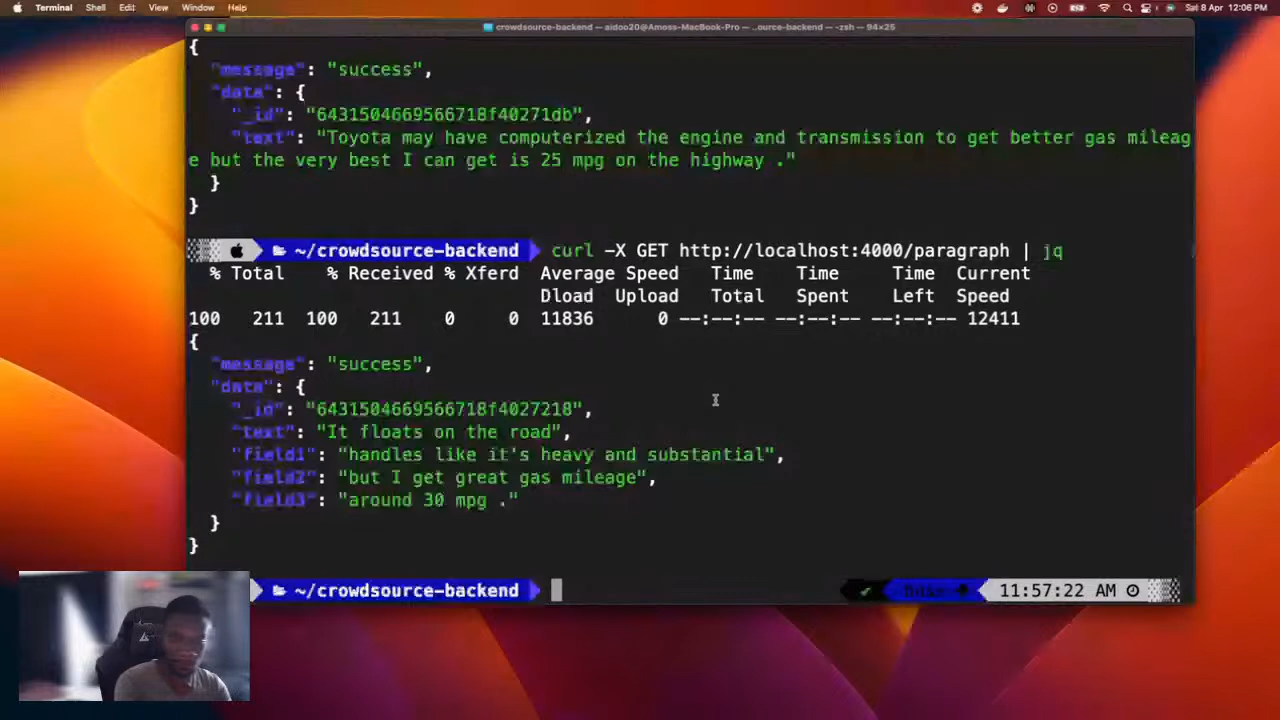 Terminal Shell Edit View Window Help Sat 8 Apr 12:06 PM
crowdsource-backend — aidoo20@Amoss-MacBook-Pro — ..ource-backend — -zsh — 94×25
{
"message": "success",
"data": {
"_id": "6431504669566718f40271db",
"text": "Toyota may have computerized the engine and transmission to get better gas mileag
e but the very best I can get is 25 mpg on the highway ."
}
}
~/crowdsource-backend curl -X GET http://localhost:4000/paragraph | jq
% Total % Received % Xferd Average Speed Time Time Time Current
Dload Upload Total Spent Left Speed
100 211 100 211 0 0 11836 0 --:--:-- --:--:-- --:--:-- 12411
{
"message": "success",
"data": {
"_id": "6431504669566718f4027218",
"text": "It floats on the road",
"field1": "handles like it's heavy and substantial",
"field2": "but I get great gas mileage",
"field3": "around 30 mpg ."
}
}
~/crowdsource-backend base 11:57:22 AM